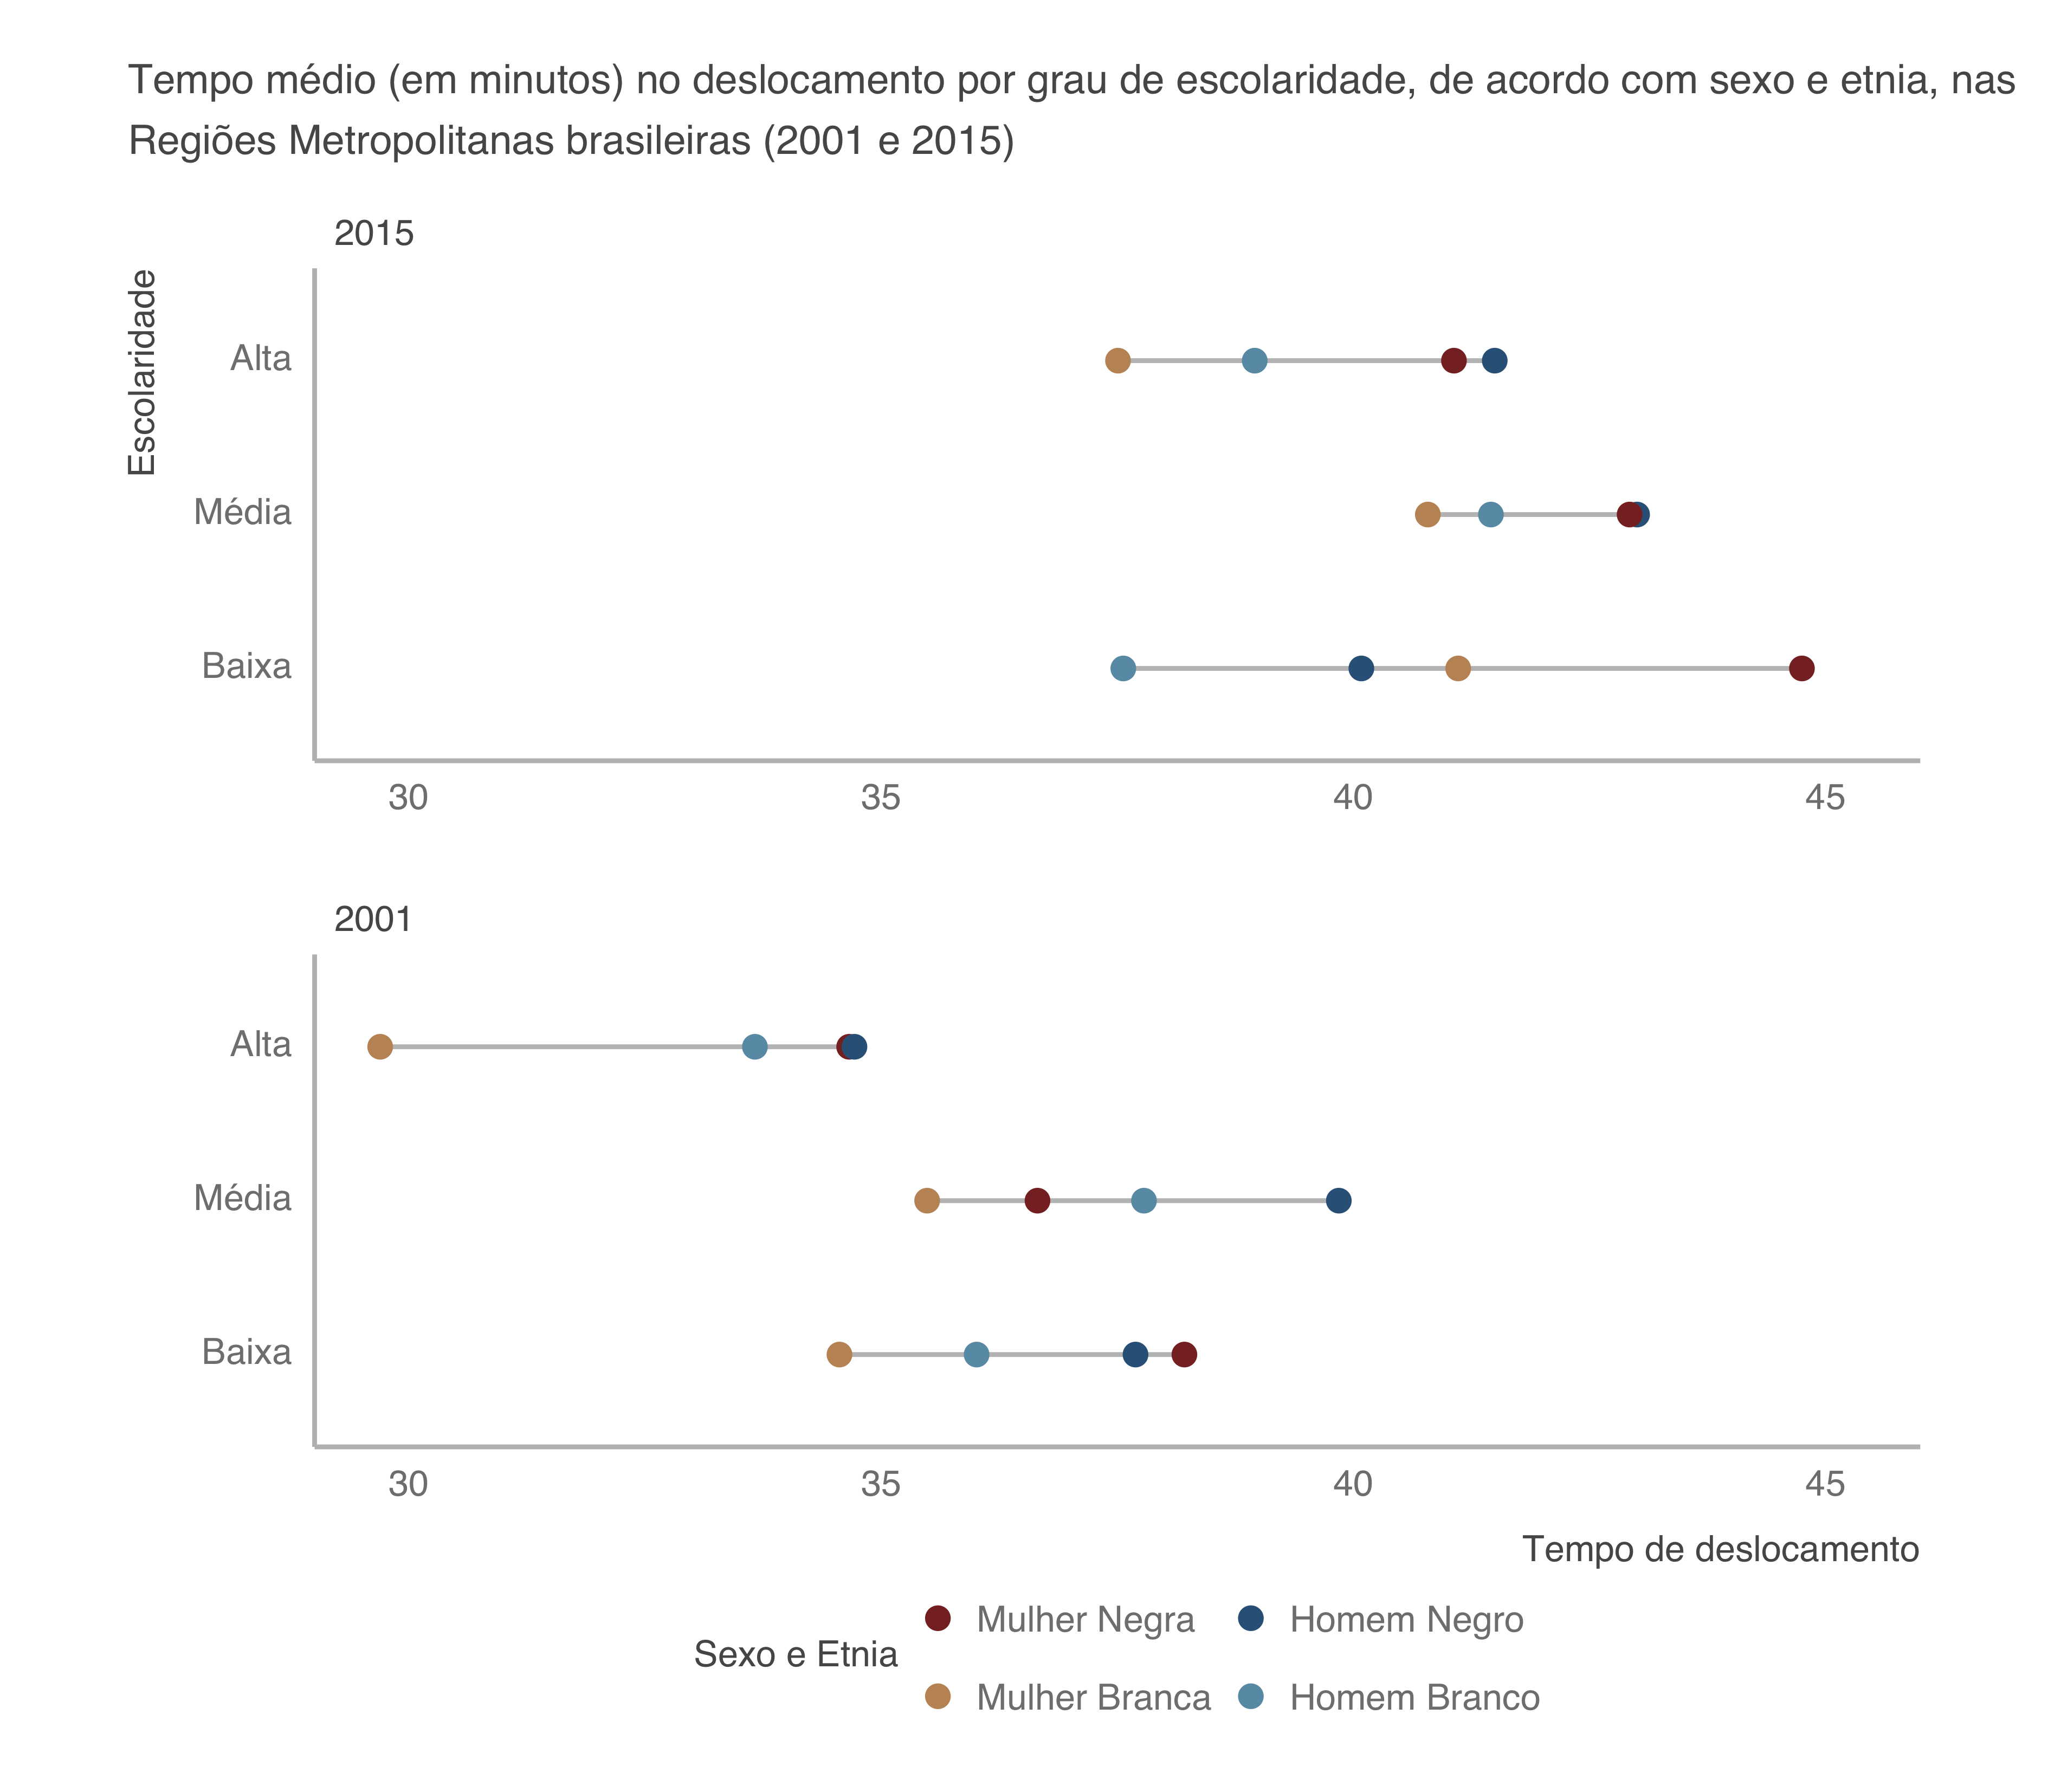 Tempo médio (em minutos) no deslocamento por grau de escolaridade, de acordo com sexo e etnia, nas
Regiões Metropolitanas brasileiras (2001 e 2015)
2015
Escolaridade
Alta
Média
Baixa
30 35 40 45
2001
Alta
Média
Baixa
30 35 40 45
Tempo de deslocamento
Sexo e Etnia
Mulher Negra
Homem Negro
Mulher Branca
Homem Branco